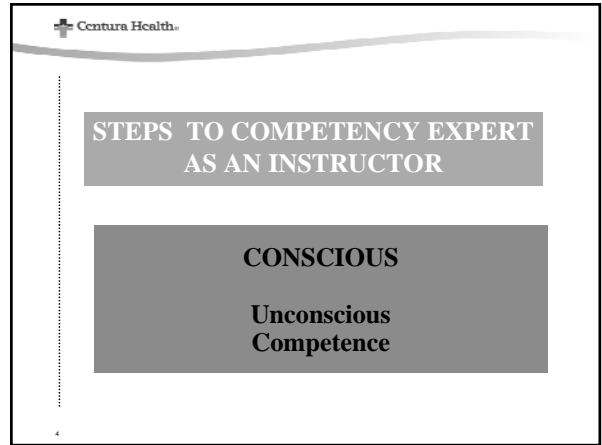 Centura Health®
STEPS TO COMPETENCY EXPERT
AS AN INSTRUCTOR
CONSCIOUS
Unconscious
Competence
4